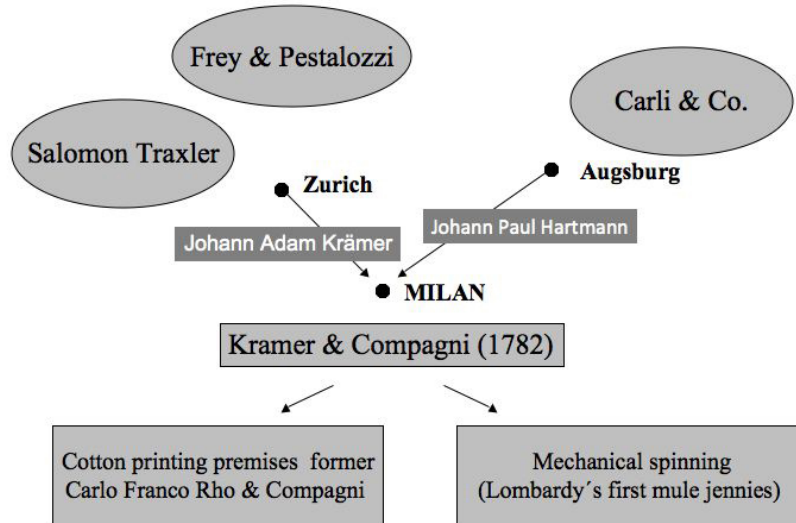 Frey & Pestalozzi
Carli & Co.
Salomon Traxler
Zurich
Augsburg
Johann Adam Krämer
Johann Paul Hartmann
MILAN
Kramer & Compagni (1782)
Cotton printing premises former
Carlo Franco Rho & Compagni
Mechanical spinning
(Lombardy´s first mule jennies)